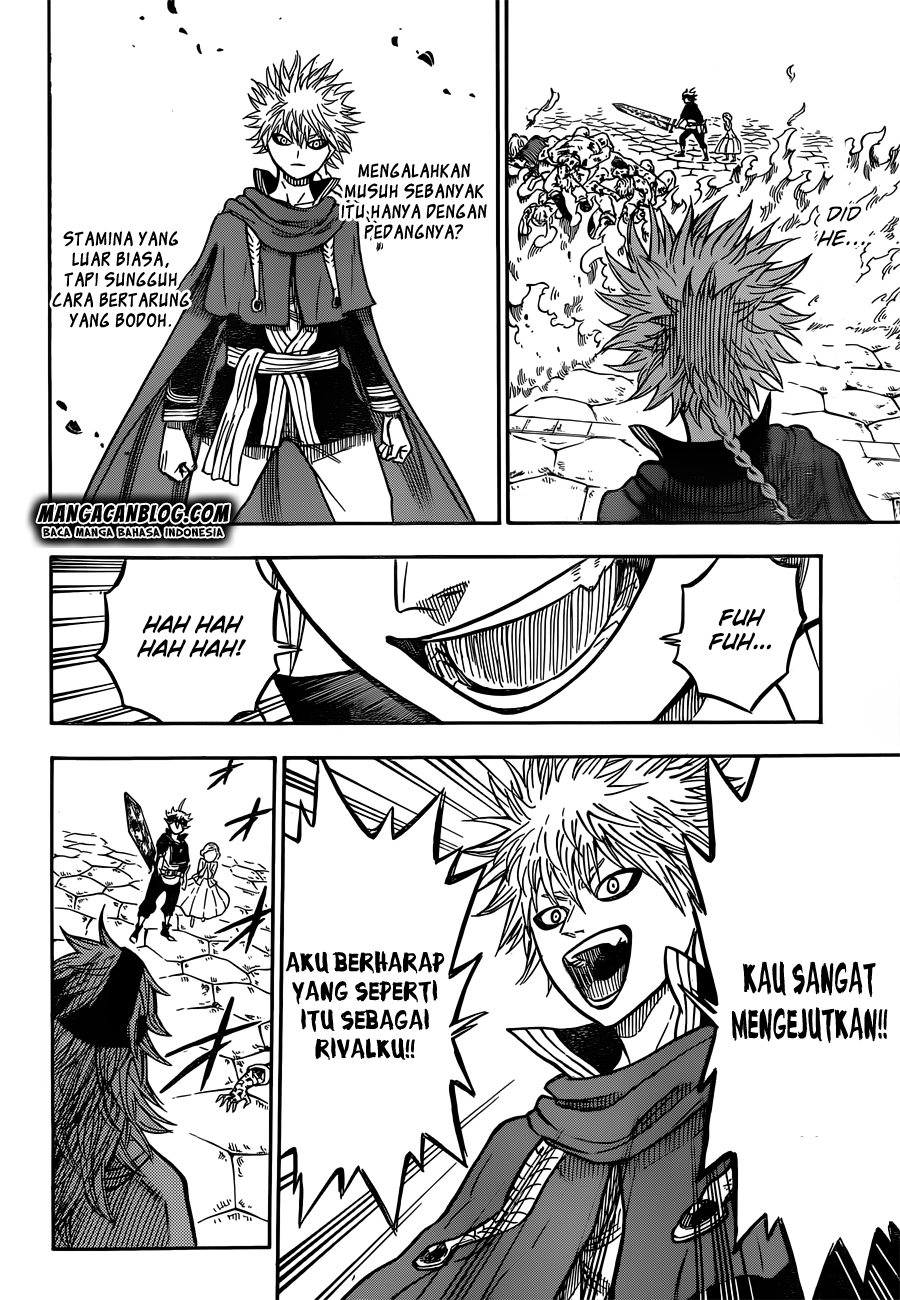 DID
HE...
MENGALAHKAN
MUSUH SEBANYAK
ITU HANYA DENGAN
PEDANGNYA?
STAMINA YANG
LUAR BIASA,
TAPI SUNGGUH
CARA BERTARUNG
YANG BODOH.
MANGACANBLOG.COM
BACA MANGA BAHASA INDONESIA
FUH
FUH...
HAH HAH
HAH HAH!
KAU SANGAT
MENGEJUTKAN!!
AKU BERHARAP
YANG SEPERTI
ITU SEBAGAI
RIVALKU!!